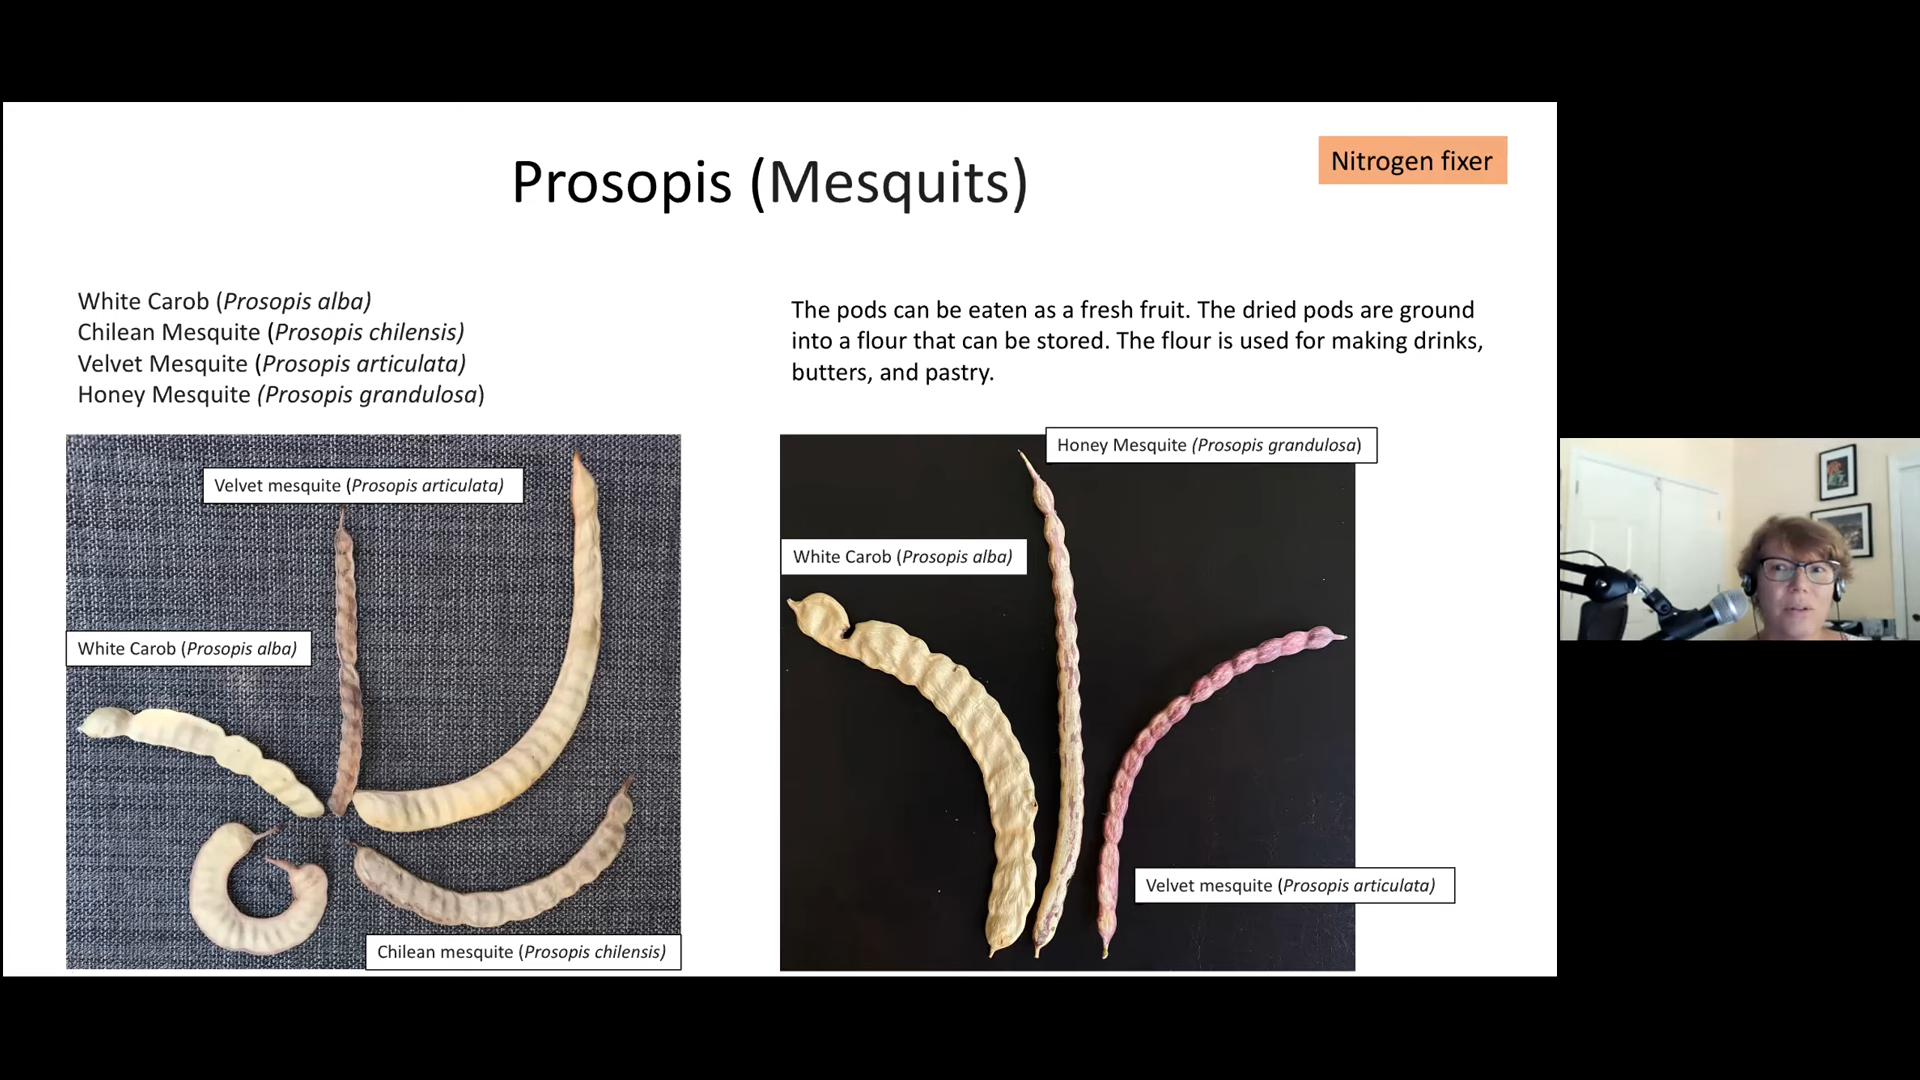 Prosopis (Mesquits)
Nitrogen fixer
White Carob (Prosopis alba)
Chilean Mesquite (Prosopis chilensis)
Velvet Mesquite (Prosopis articulata)
Honey Mesquite (Prosopis grandulosa)
The pods can be eaten as a fresh fruit. The dried pods are ground
into a flour that can be stored. The flour is used for making drinks,
butters, and pastry.
Velvet mesquite (Prosopis articulata)
White Carob (Prosopis alba)
Chilean mesquite (Prosopis chilensis)
Honey Mesquite (Prosopis grandulosa)
White Carob (Prosopis alba)
Velvet mesquite (Prosopis articulata)